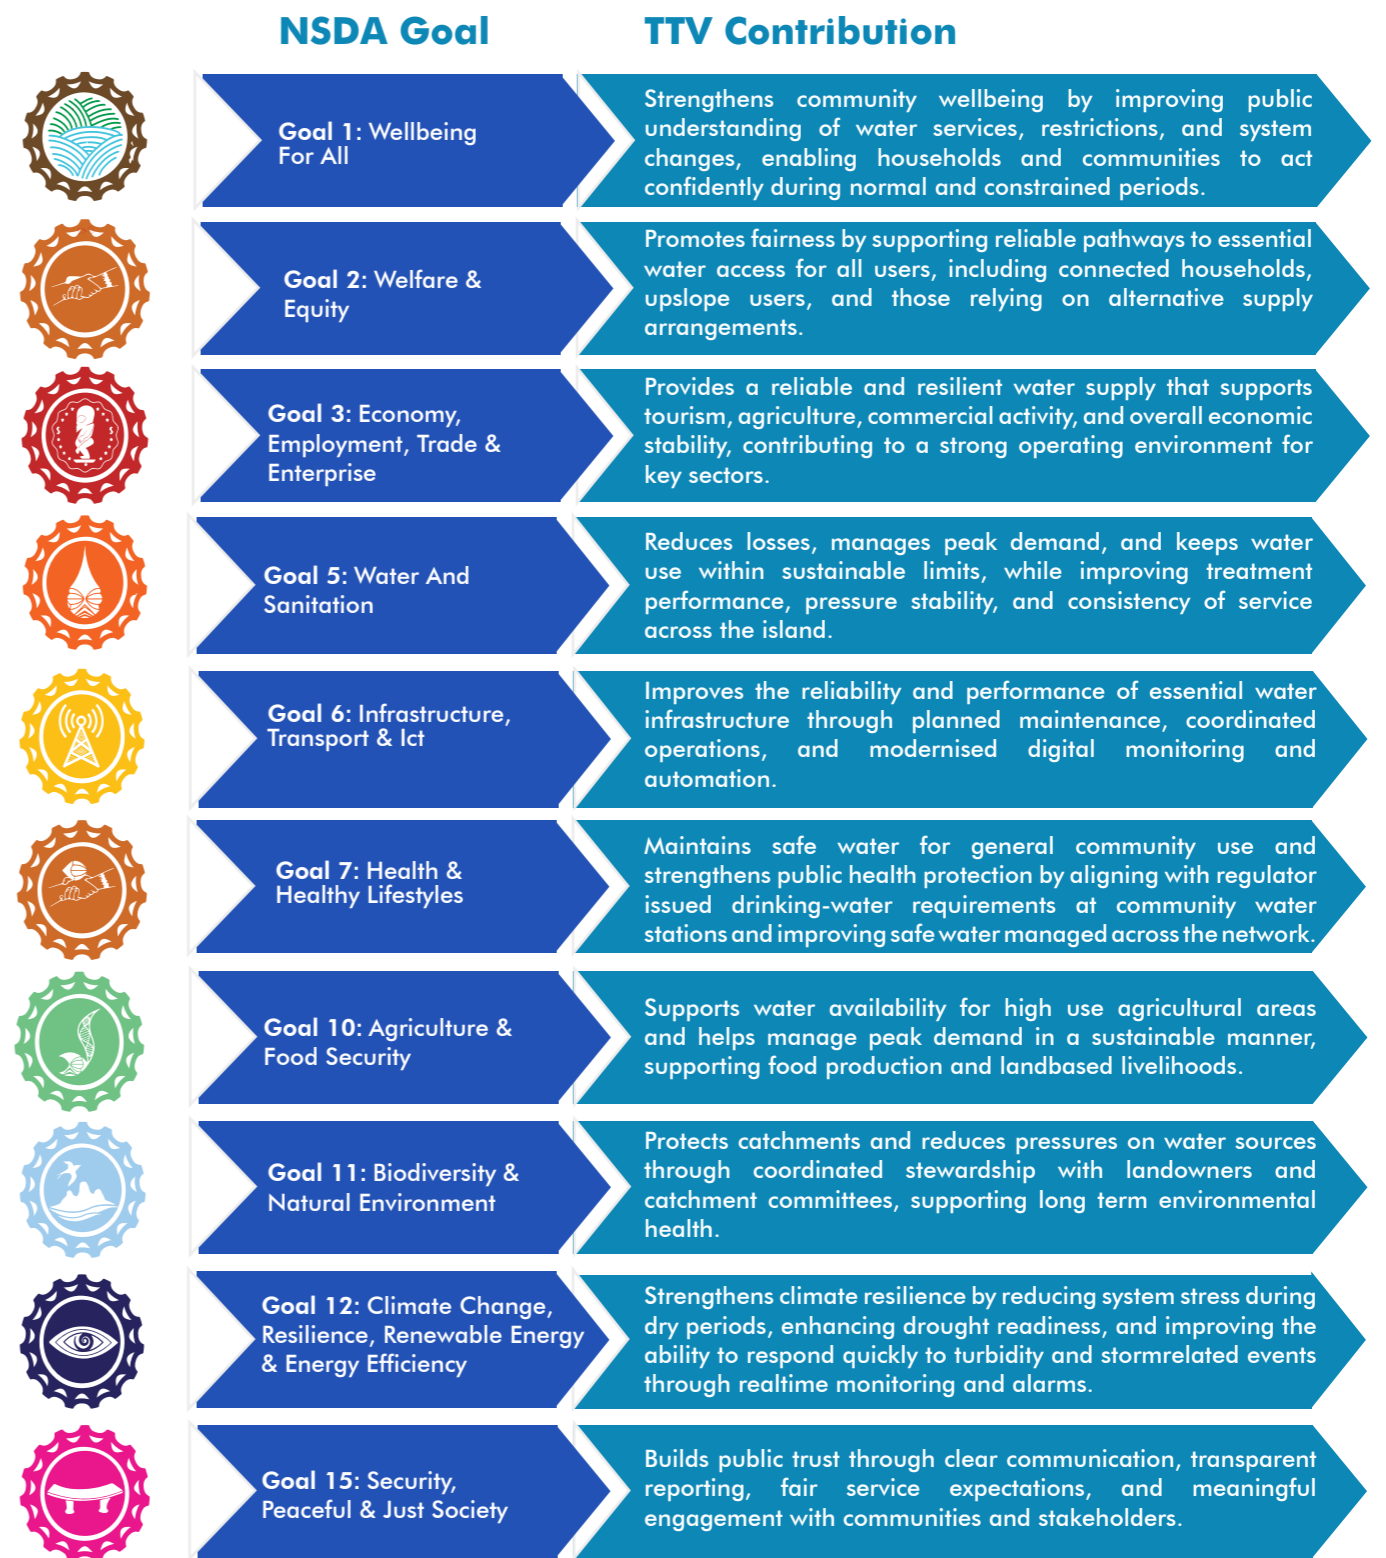 NSDA Goal
TTV Contribution
Goal 1: Wellbeing
For All
Strengthens community wellbeing by improving public
understanding of water services, restrictions, and system
changes, enabling households and communities to act
confidently during normal and constrained periods.
Goal 2: Welfare &
Equity
Promotes fairness by supporting reliable pathways to essential
water access for all users, including connected households,
upslope users, and those relying on alternative supply
arrangements.
Goal 3: Economy,
Employment, Trade &
Enterprise
Provides a reliable and resilient water supply that supports
tourism, agriculture, commercial activity, and overall economic
stability, contributing to a strong operating environment for
key sectors.
Goal 5: Water And
Sanitation
Reduces losses, manages peak demand, and keeps water
use within sustainable limits, while improving treatment
performance, pressure stability, and consistency of service
across the island.
Goal 6: Infrastructure,
Transport & Ict
Improves the reliability and performance of essential water
infrastructure through planned maintenance, coordinated
operations, and modernised digital monitoring and
automation.
Goal 7: Health &
Healthy Lifestyles
Maintains safe water for general community use and
strengthens public health protection by aligning with regulator
issued drinking-water requirements at community water
stations and improving safe water managed across the network.
Goal 10: Agriculture &
Food Security
Supports water availability for high use agricultural areas
and helps manage peak demand in a sustainable manner,
supporting food production and landbased livelihoods.
Goal 11: Biodiversity &
Natural Environment
Protects catchments and reduces pressures on water sources
through coordinated stewardship with landowners and
catchment committees, supporting long term environmental
health.
Goal 12: Climate Change,
Resilience, Renewable Energy
& Energy Efficiency
Strengthens climate resilience by reducing system stress during
dry periods, enhancing drought readiness, and improving the
ability to respond quickly to turbidity and stormrelated events
through realtime monitoring and alarms.
Goal 15: Security,
Peaceful & Just Society
Builds public trust through clear communication, transparent
reporting, fair service expectations, and meaningful
engagement with communities and stakeholders.